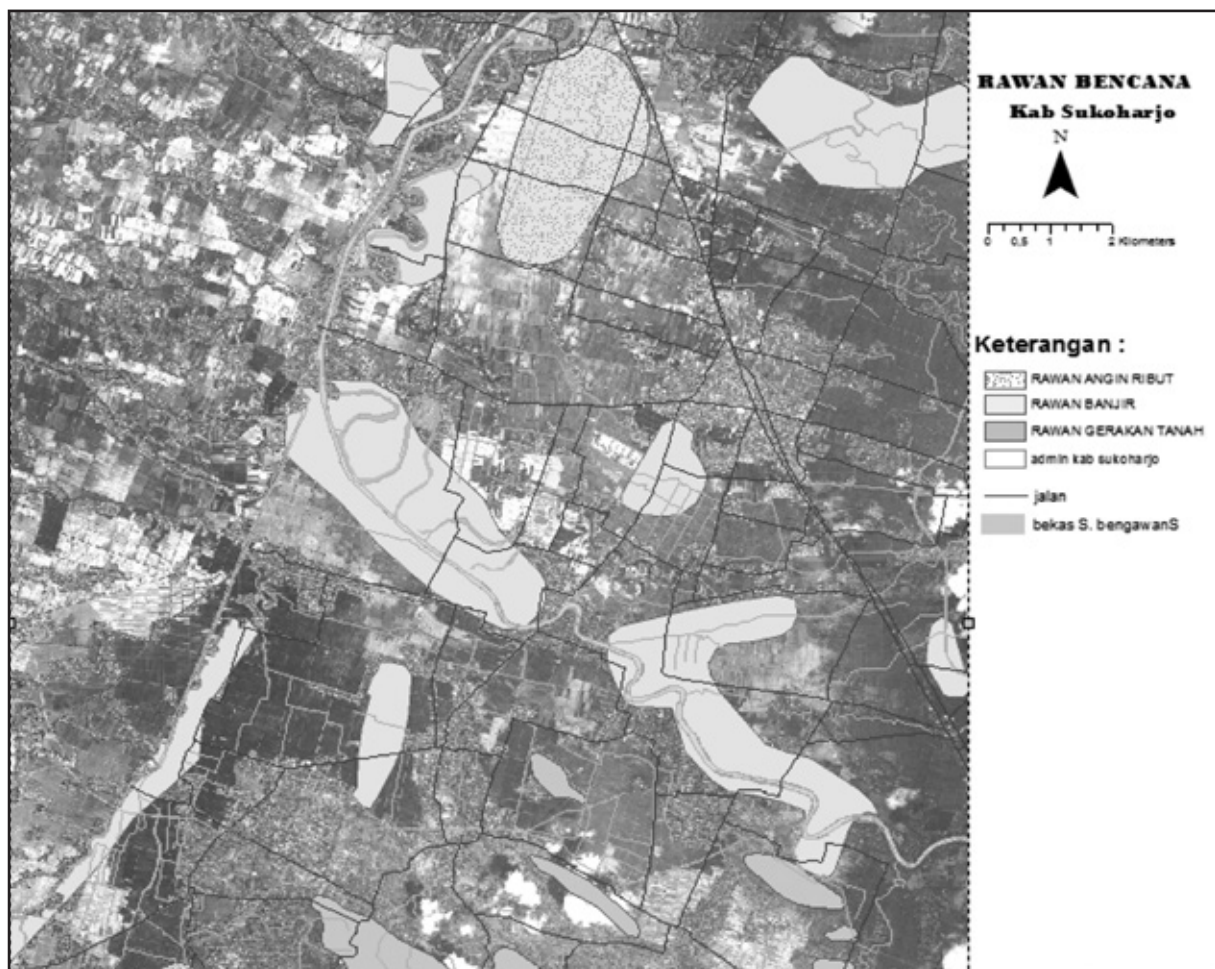 RAWAN BENCANA
Kab Sukoharjo
N
0 0,5 1 2 Kilometers
Keterangan :
RAWAN ANGIN RIBUT
RAWAN BANJIR
RAWAN GERAKAN TANAH
admin kab sukoharjo
jalan
bekas S. bengawanS